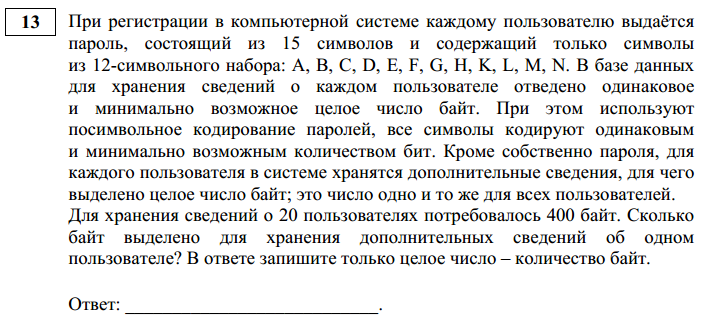 13 При регистрации в компьютерной системе каждому пользователю выдаётся
пароль, состоящий из 15 символов и содержащий только символы
из 12-символьного набора: A, B, C, D, E, F, G, H, K, L, M, N. В базе данных
для хранения сведений о каждом пользователе отведено одинаковое
и минимально возможное целое число байт. При этом используют
посимвольное кодирование паролей, все символы кодируют одинаковым
и минимально возможным количеством бит. Кроме собственно пароля, для
каждого пользователя в системе хранятся дополнительные сведения, для чего
выделено целое число байт; это число одно и то же для всех пользователей.
Для хранения сведений о 20 пользователях потребовалось 400 байт. Сколько
байт выделено для хранения дополнительных сведений об одном
пользователе? В ответе запишите только целое число – количество байт.
Ответ: ___________________________.